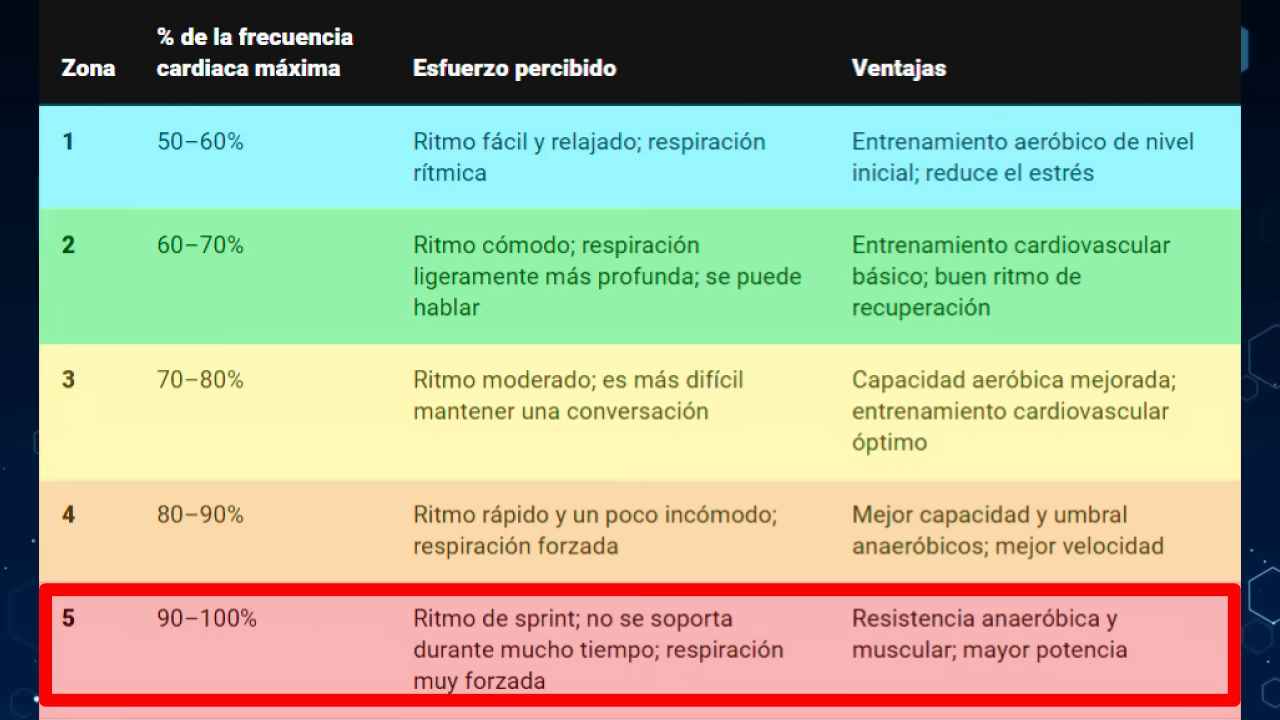 Zona % de la frecuencia cardiaca máxima Esfuerzo percibido Ventajas
1 50–60% Ritmo fácil y relajado; respiración Entrenamiento aeróbico de nivel
rítmica inicial; reduce el estrés
2 60–70% Ritmo cómodo; respiración Entrenamiento cardiovascular
ligeramente más profunda; se puede básico; buen ritmo de
hablar recuperación
3 70–80% Ritmo moderado; es más difícil Capacidad aeróbica mejorada;
mantener una conversación entrenamiento cardiovascular
óptimo
4 80–90% Ritmo rápido y un poco incómodo; Mejor capacidad y umbral
respiración forzada anaeróbicos; mejor velocidad
5 90–100% Ritmo de sprint; no se soporta Resistencia anaeróbica y
durante mucho tiempo; respiración muscular; mayor potencia
muy forzada